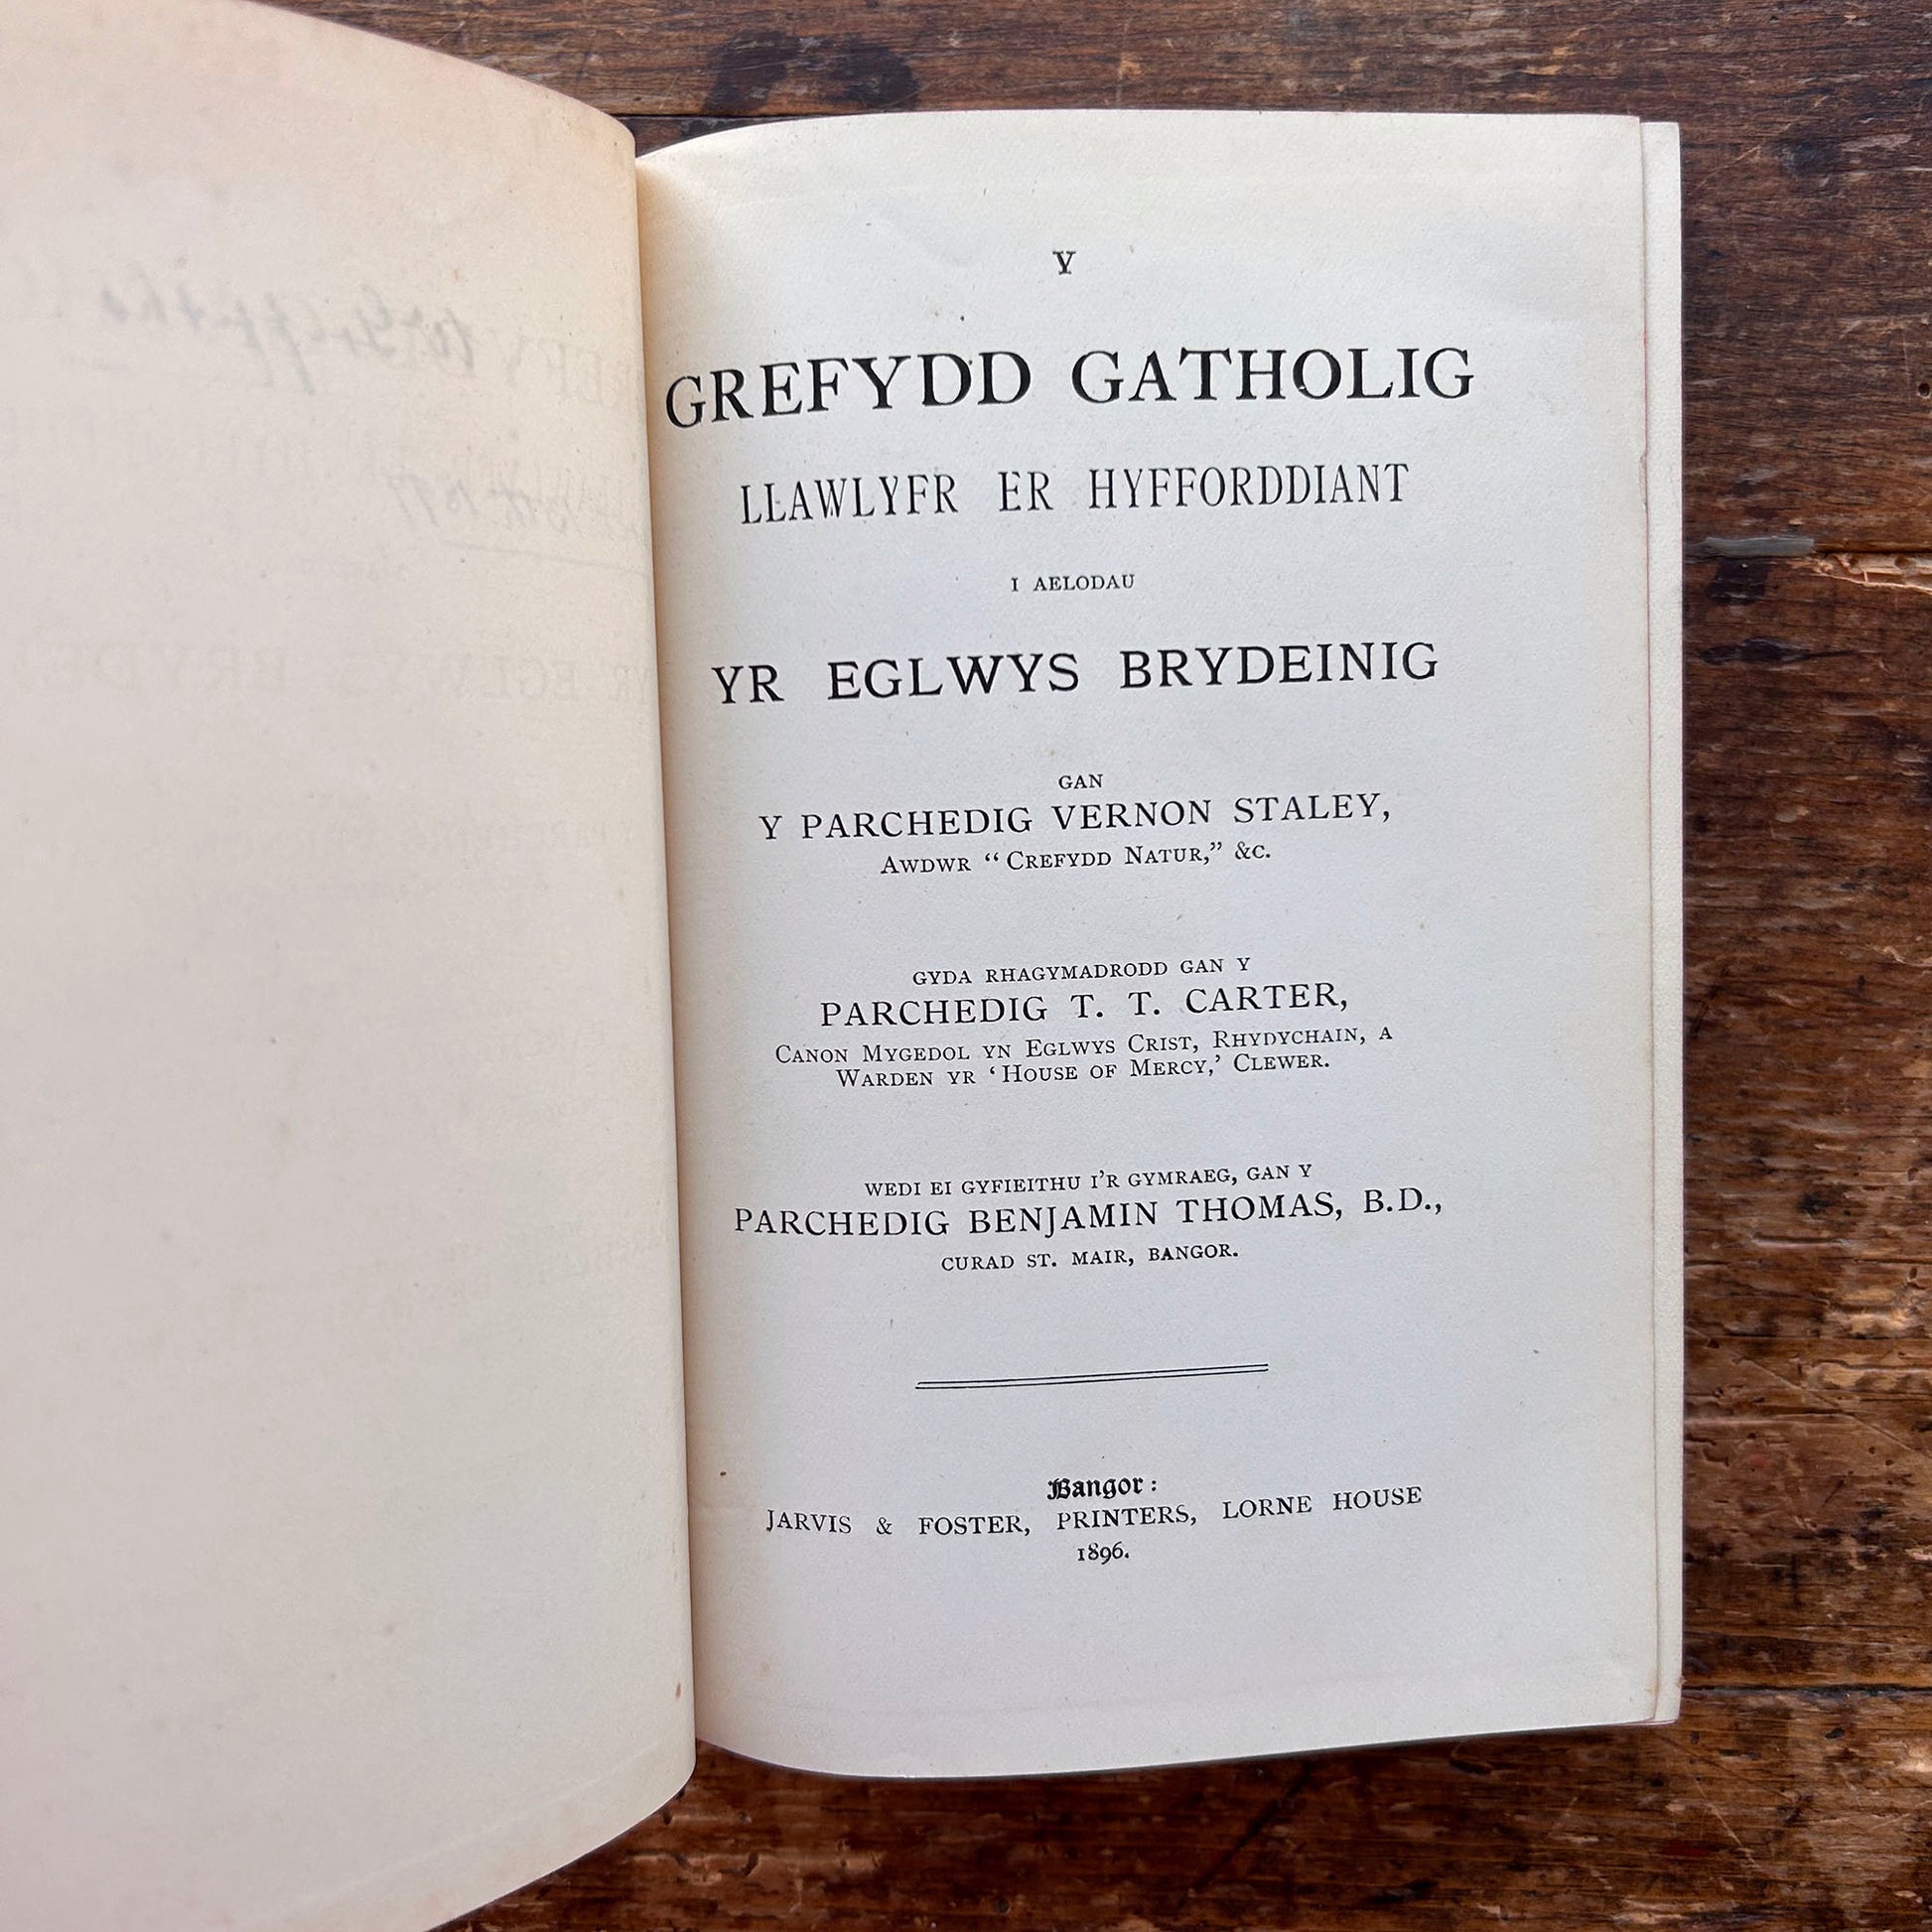 Y
GREFYDD GATHOLIG
LLAWLYFR ER HYFFORDDIANT
I AELODAU
YR EGLWYS BRYDEINIG
GAN
Y PARCHEDIG VERNON STALEY,
AWDWR “CREFYDD NATUR,” &C.
GYDA RHAGYMADRODD GAN Y
PARCHEDIG T. T. CARTER,
CANON MYGEDOL YN EGLWYS CRIST, RHYDYCHAIN, A
WARDEN YR ‘HOUSE OF MERCY,’ CLEWER.
WEDI EI GYFIEITHU I’R GYMRAEG, GAN Y
PARCHEDIG BENJAMIN THOMAS, B.D.,
CURAD ST. MAIR, BANGOR.
Bangor:
JARVIS & FOSTER, PRINTERS, LORNE HOUSE
1896.